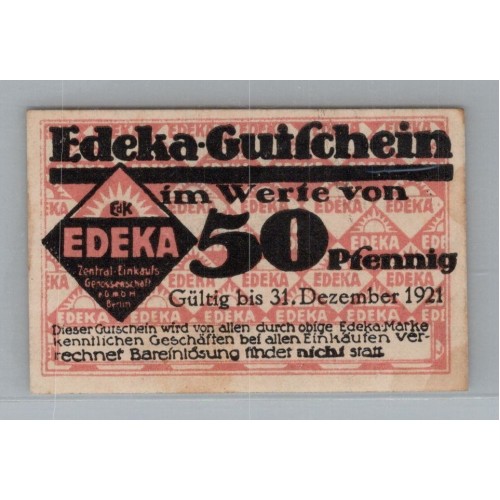 Edeka-Gutſchein
im Werte von
50
Pfennig
EdK
EDEKA
Zentral-Einkaufs
Genossenschaft
e.G.m.b.H.
Berlin
Gültig bis 31. Dezember 1921
Dieser Gutschein wird von allen durch obige Edeka-Marke
kenntlichen Geschäften bei allen Einkäufen ver-
rechnet Bareinlösung findet nicht statt